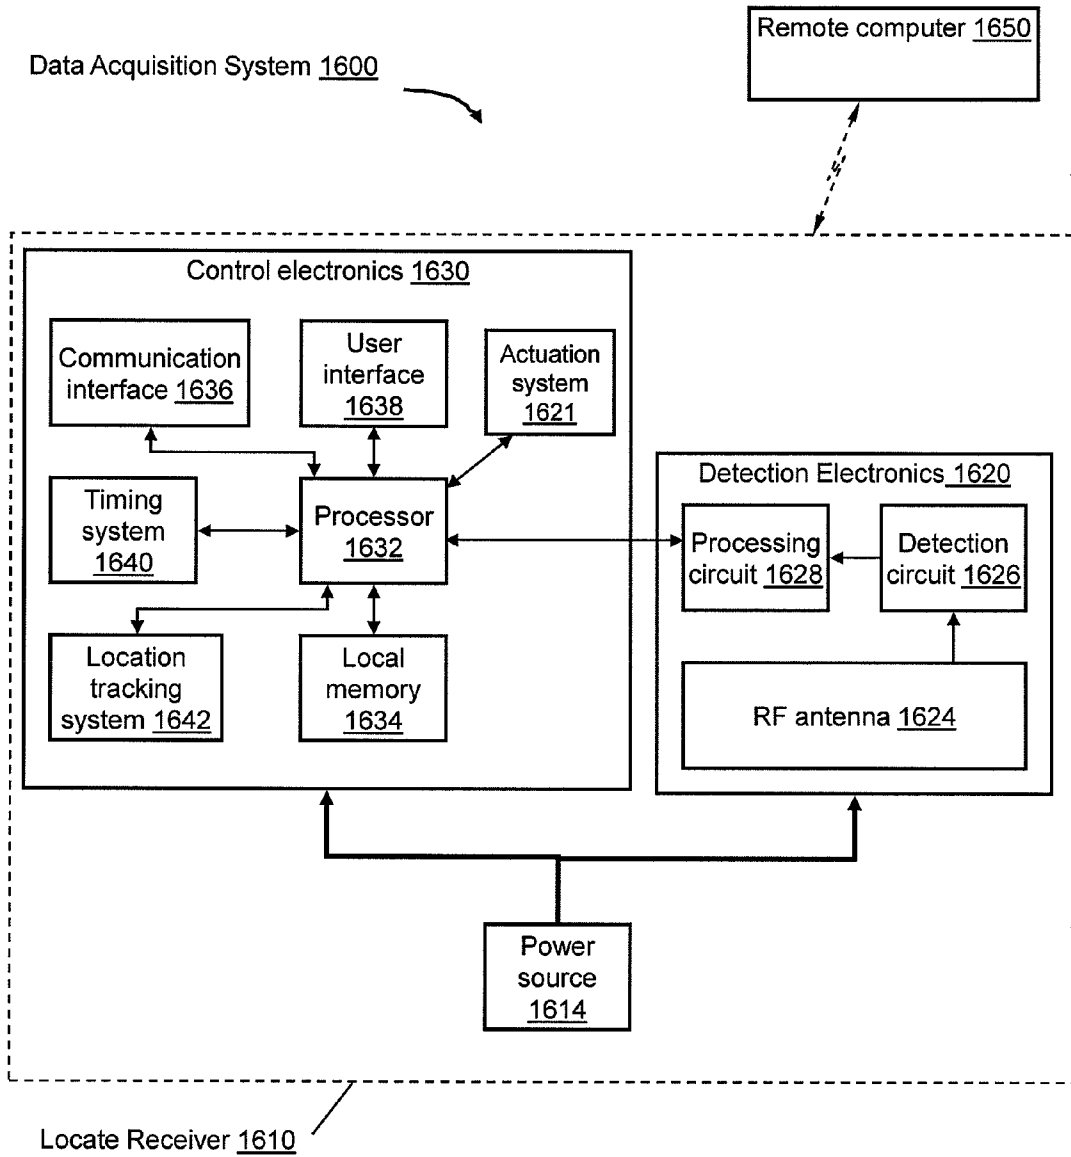 Remote computer 1650
Data Acquisition System 1600
Control electronics 1630
Communication
interface 1636
User
interface
1638
Actuation
system
1621
Timing
system
1640
Processor
1632
Location
tracking
system 1642
Local
memory
1634
Detection Electronics 1620
Processing
circuit 1628
Detection
circuit 1626
RF antenna 1624
Power
source
1614
Locate Receiver 1610